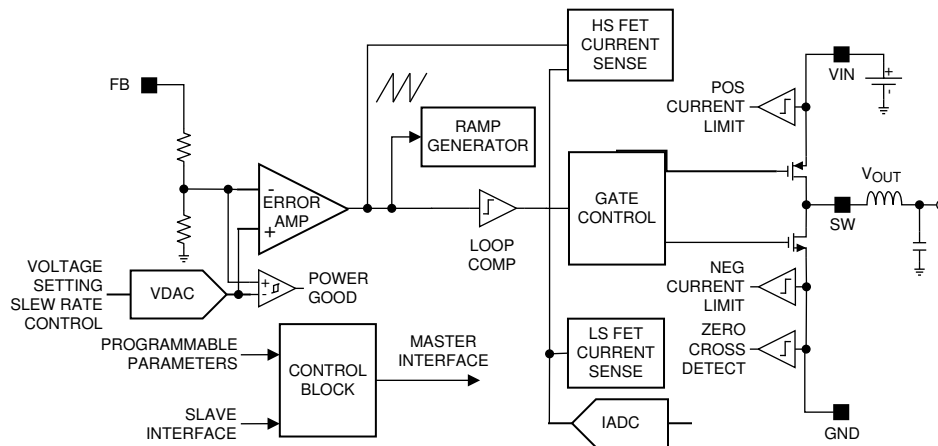 HS FET
CURRENT
SENSE
VIN
+
-
FB
POS
CURRENT
LIMIT
RAMP
GENERATOR
VOUT
-
ERROR
AMP
+
GATE
CONTROL
SW
LOOP
COMP
VOLTAGE
SETTING
SLEW RATE
CONTROL
VDAC
+
-
POWER
GOOD
NEG
CURRENT
LIMIT
PROGRAMMABLE
PARAMETERS
MASTER
INTERFACE
LS FET
CURRENT
SENSE
ZERO
CROSS
DETECT
CONTROL
BLOCK
SLAVE
INTERFACE
IADC
GND